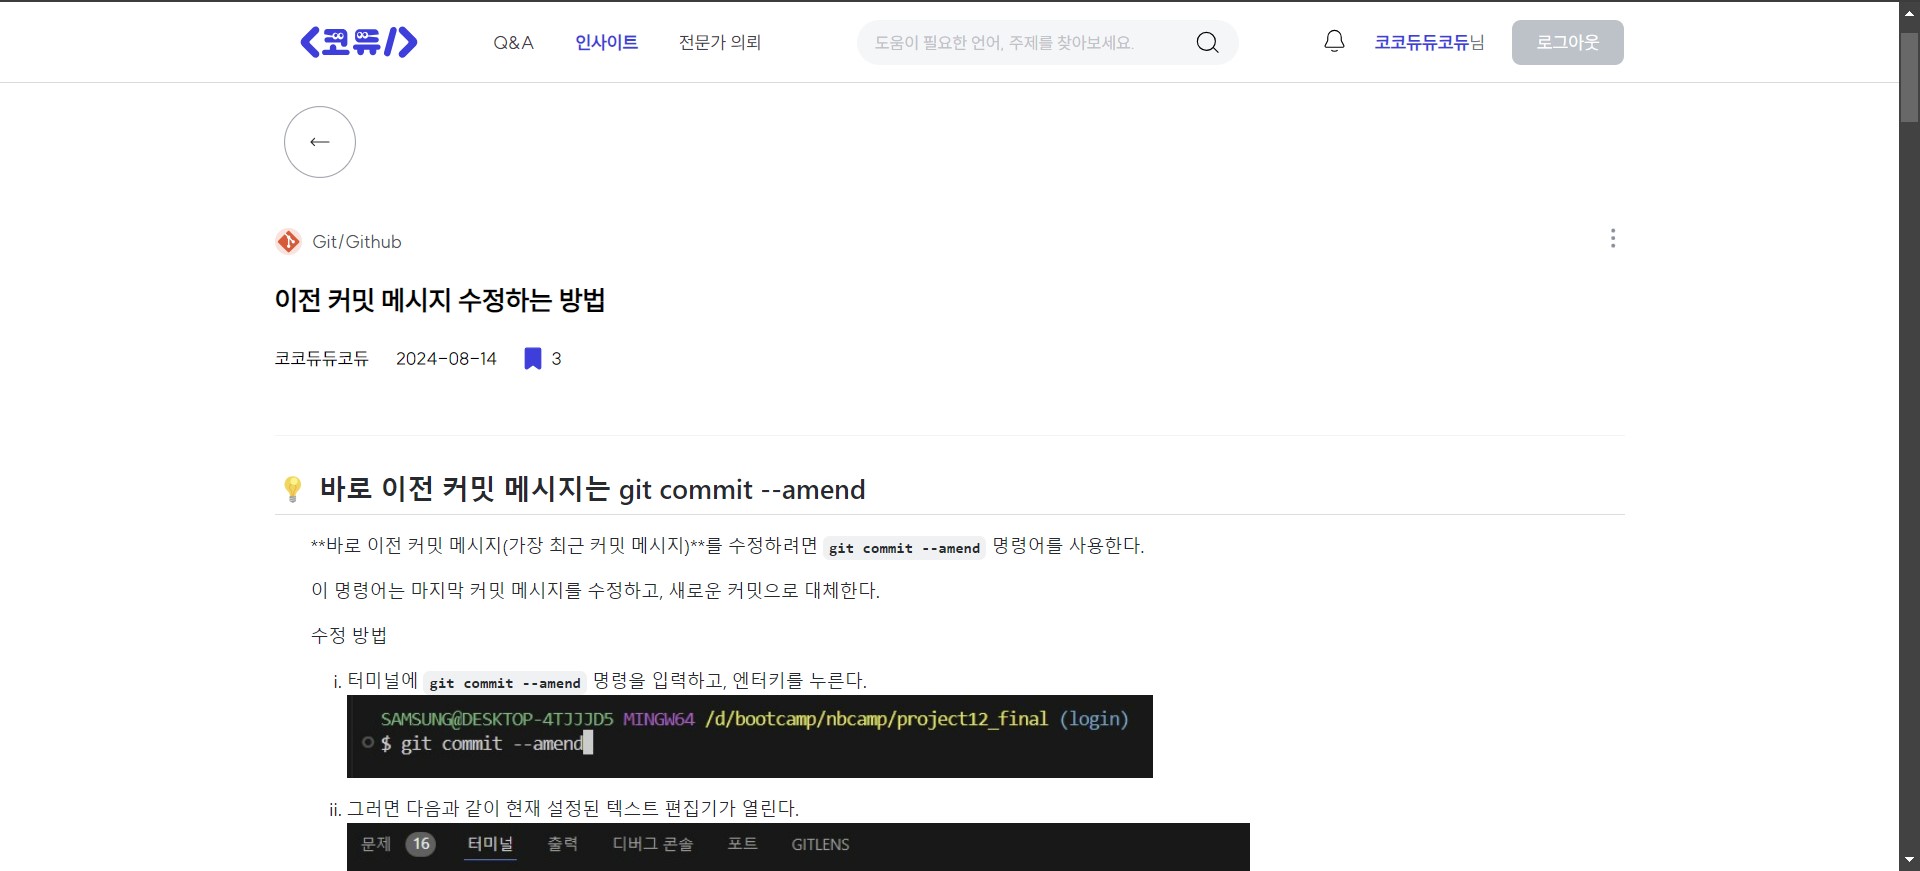 <코듀/>
Q&A 인사이트 전문가 의뢰 도움이 필요한 언어, 주제를 찾아보세요. 코코듀듀코듀님 로그아웃
←
Git/Github
이전 커밋 메시지 수정하는 방법
코코듀듀코듀 2024-08-14 3
바로 이전 커밋 메시지는 git commit --amend
**바로 이전 커밋 메시지(가장 최근 커밋 메시지)**를 수정하려면 git commit --amend 명령어를 사용한다.
이 명령어는 마지막 커밋 메시지를 수정하고, 새로운 커밋으로 대체한다.
수정 방법
i. 터미널에 git commit --amend 명령을 입력하고, 엔터키를 누른다.
SAMSUNG@DESKTOP-4TJJJD5 MINGW64 /d/bootcamp/nbcamp/project12_final (login)
$ git commit --amend
ii. 그러면 다음과 같이 현재 설정된 텍스트 편집기가 열린다.
문제 16 터미널 출력 디버그 콘솔 포트 GITLENS